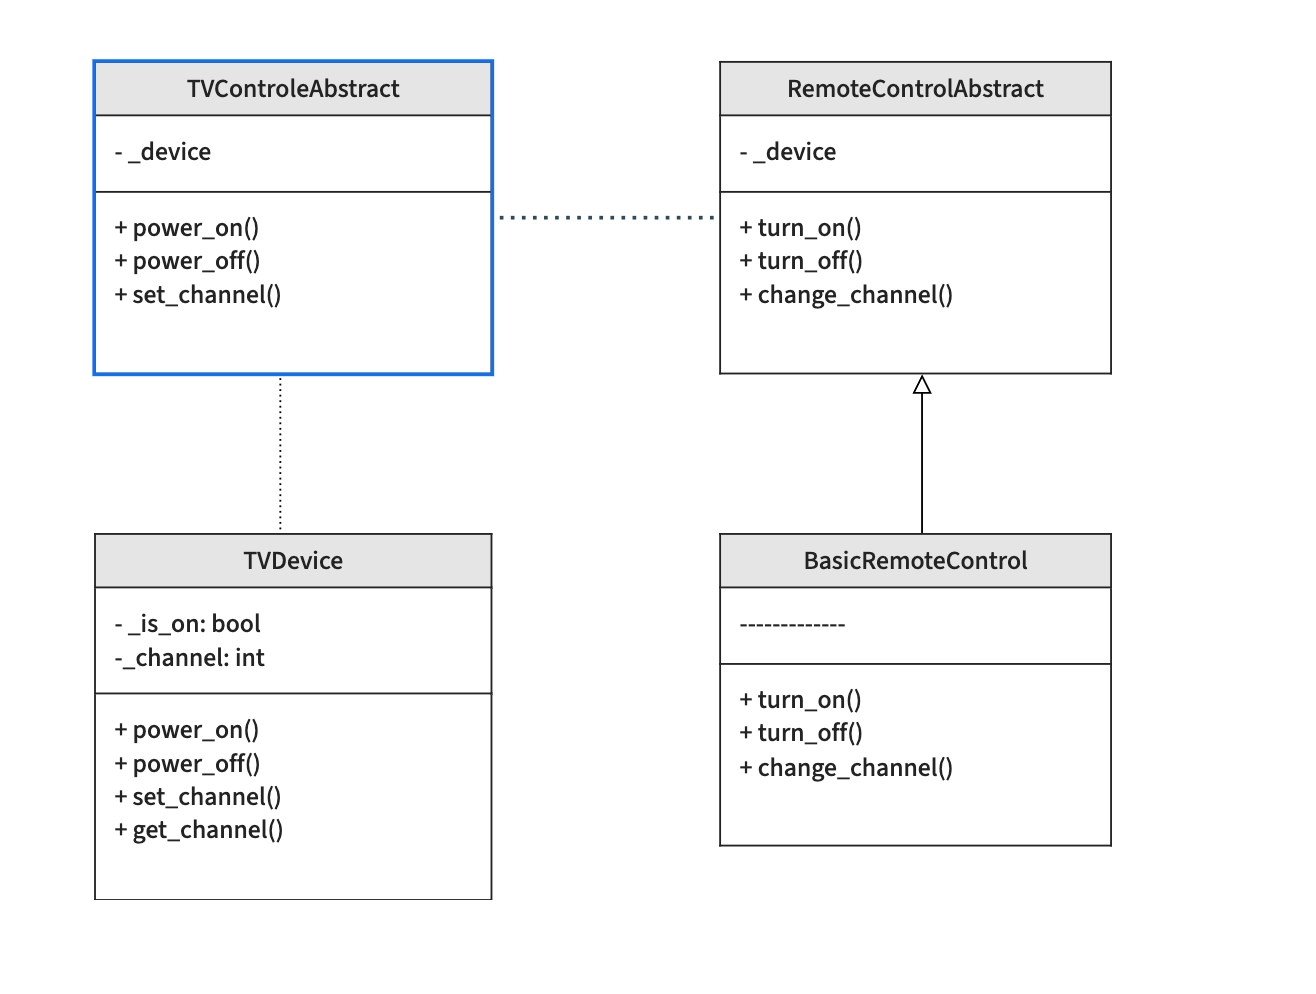 TVControleAbstract
- _device
+ power_on()
+ power_off()
+ set_channel()
RemoteControlAbstract
- _device
+ turn_on()
+ turn_off()
+ change_channel()
TVDevice
- _is_on: bool
-_channel: int
+ power_on()
+ power_off()
+ set_channel()
+ get_channel()
BasicRemoteControl
-------------
+ turn_on()
+ turn_off()
+ change_channel()